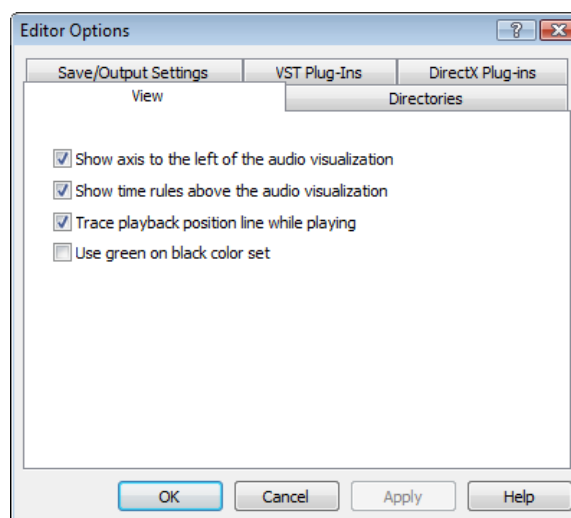 Editor Options
Save/Output Settings VST Plug-Ins DirectX Plug-ins
View Directories
Show axis to the left of the audio visualization
Show time rules above the audio visualization
Trace playback position line while playing
Use green on black color set
OK Cancel Apply Help